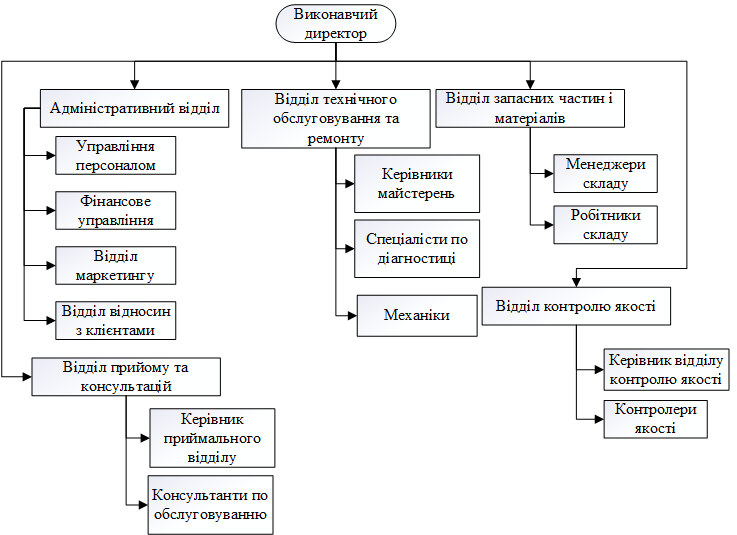 Виконавчий
директор
Адміністративний відділ
Управління
персоналом
Фінансове
управління
Відділ
маркетингу
Відділ відносин
з клієнтами
Відділ технічного
обслуговування та
ремонту
Керівники
майстерень
Спеціалісти по
діагностиці
Механіки
Відділ запасних частин і
матеріалів
Менеджери
складу
Робітники
складу
Відділ контролю якості
Керівник відділу
контролю якості
Контролери
якості
Відділ прийому та
консультацій
Керівник
приймального
відділу
Консультанти по
обслуговуванню